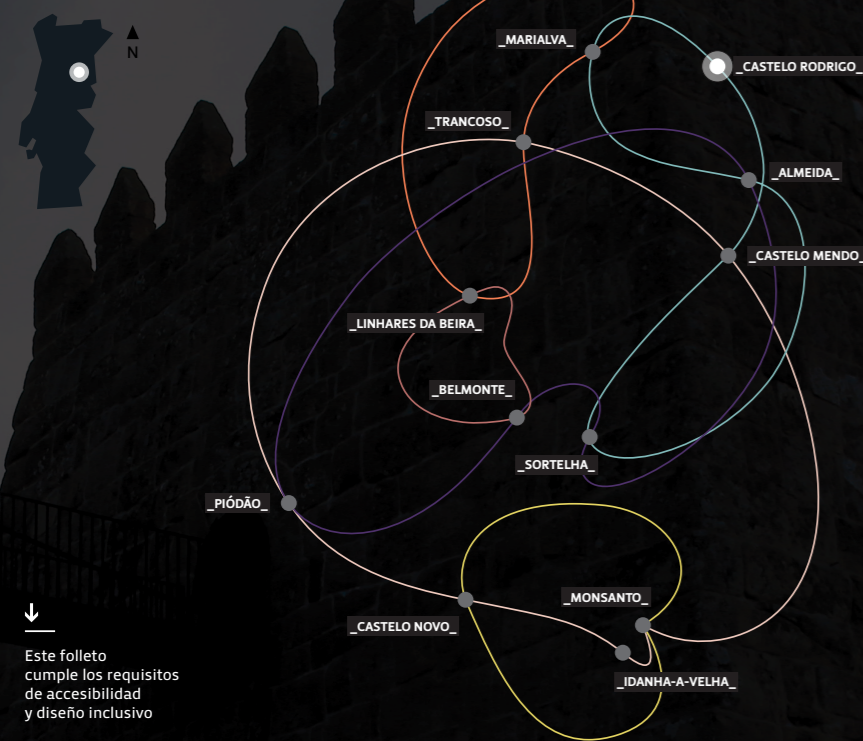 N
_MARIALVA_
_CASTELO RODRIGO_
_TRANCOSO_
_ALMEIDA_
_CASTELO MENDO_
_LINHARES DA BEIRA_
_BELMONTE_
_SORTELHA_
_PIÓDÃO_
_MONSANTO_
_CASTELO NOVO_
_IDANHA-A-VELHA_
Este folleto
cumple los requisitos
de accesibilidad
y diseño inclusivo